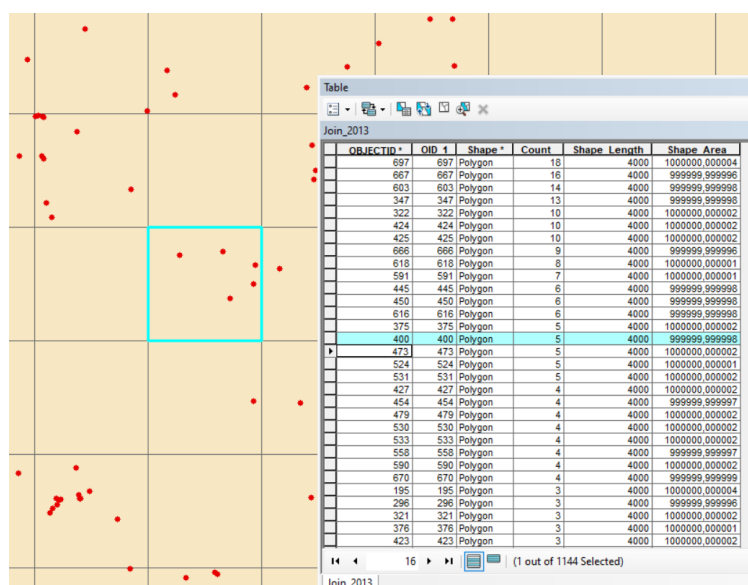 Table
Join_2013
OBJECTID * OID_1 Shape * Count Shape_Length Shape_Area
697 697 Polygon 18 4000 1000000,000004
667 667 Polygon 16 4000 999999,999996
603 603 Polygon 14 4000 999999,999998
347 347 Polygon 13 4000 999999,999998
322 322 Polygon 10 4000 1000000,000002
424 424 Polygon 10 4000 1000000,000002
425 425 Polygon 10 4000 1000000,000002
666 666 Polygon 9 4000 999999,999996
618 618 Polygon 8 4000 1000000,000001
591 591 Polygon 7 4000 1000000,000001
445 445 Polygon 6 4000 999999,999998
450 450 Polygon 6 4000 999999,999998
616 616 Polygon 6 4000 999999,999998
375 375 Polygon 5 4000 1000000,000002
400 400 Polygon 5 4000 999999,999998
473 473 Polygon 5 4000 1000000,000002
524 524 Polygon 5 4000 1000000,000001
531 531 Polygon 5 4000 1000000,000002
427 427 Polygon 4 4000 1000000,000002
454 454 Polygon 4 4000 999999,999997
479 479 Polygon 4 4000 1000000,000002
530 530 Polygon 4 4000 1000000,000002
533 533 Polygon 4 4000 1000000,000002
558 558 Polygon 4 4000 999999,999997
590 590 Polygon 4 4000 1000000,000002
670 670 Polygon 4 4000 999999,999999
195 195 Polygon 3 4000 1000000,000004
296 296 Polygon 3 4000 999999,999996
321 321 Polygon 3 4000 1000000,000002
376 376 Polygon 3 4000 1000000,000001
423 423 Polygon 3 4000 1000000,000002
16 (1 out of 1144 Selected)
Join_2013